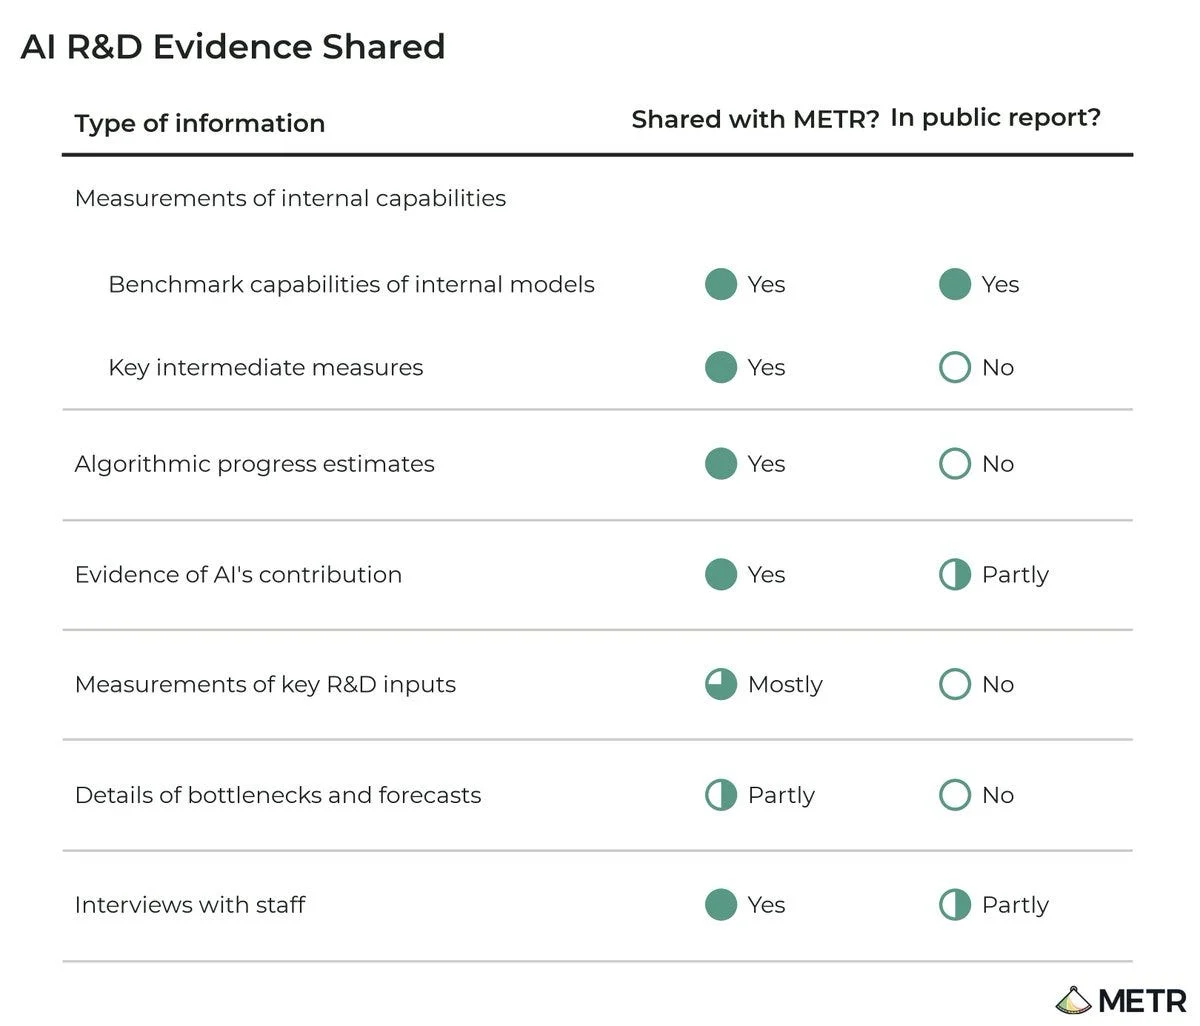 AI R&D Evidence Shared
Type of information Shared with METR? In public report?
Measurements of internal capabilities
Benchmark capabilities of internal models Yes Yes
Key intermediate measures Yes No
Algorithmic progress estimates Yes No
Evidence of AI's contribution Yes Partly
Measurements of key R&D inputs Mostly No
Details of bottlenecks and forecasts Partly No
Interviews with staff Yes Partly
METR